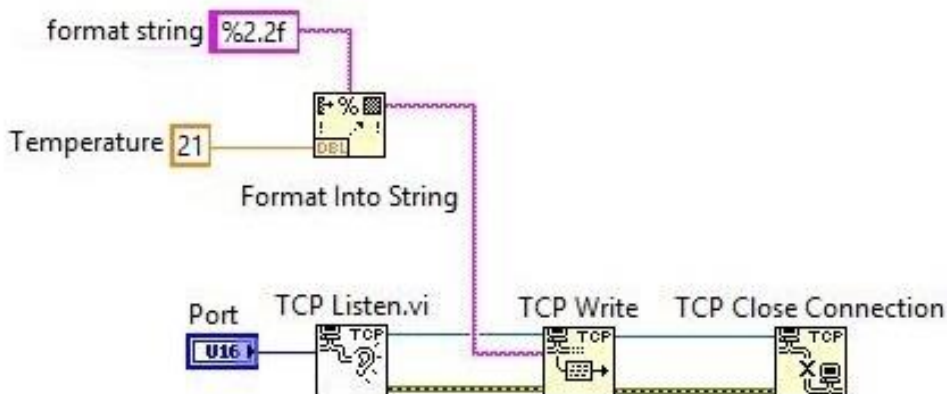 format string %2.2f
%
Temperature 21
DBL
Format Into String
Port TCP Listen.vi TCP Write TCP Close Connection
U16 TCP TCP TCP